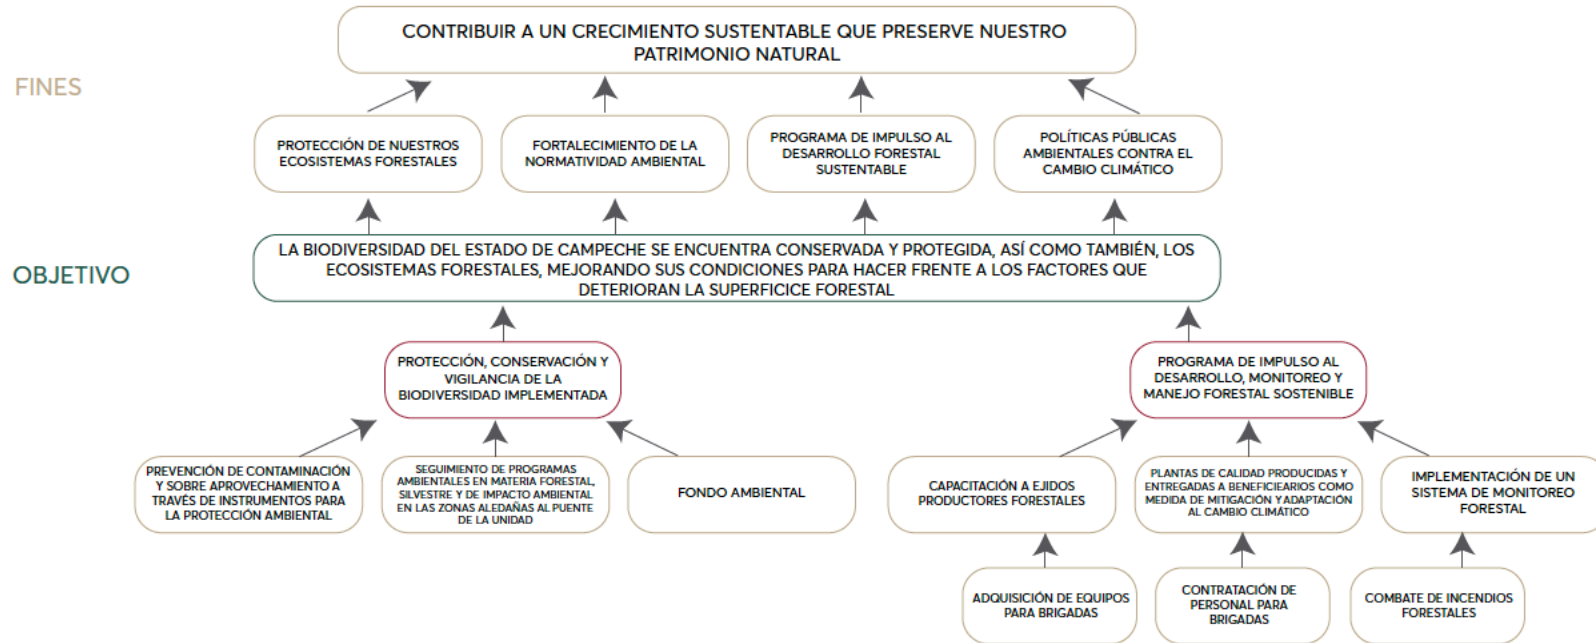 CONTRIBUIR A UN CRECIMIENTO SUSTENTABLE QUE PRESERVE NUESTRO
PATRIMONIO NATURAL
FINES
PROTECCIÓN DE NUESTROS
ECOSISTEMAS FORESTALES
FORTALECIMIENTO DE LA
NORMATIVIDAD AMBIENTAL
PROGRAMA DE IMPULSO AL
DESARROLLO FORESTAL
SUSTENTABLE
POLÍTICAS PÚBLICAS
AMBIENTALES CONTRA EL
CAMBIO CLIMÁTICO
OBJETIVO
LA BIODIVERSIDAD DEL ESTADO DE CAMPECHE SE ENCUENTRA CONSERVADA Y PROTEGIDA, ASÍ COMO TAMBIÉN, LOS
ECOSISTEMAS FORESTALES, MEJORANDO SUS CONDICIONES PARA HACER FRENTE A LOS FACTORES QUE
DETERIORAN LA SUPERFICICE FORESTAL
PROTECCIÓN, CONSERVACIÓN Y
VIGILANCIA DE LA
BIODIVERSIDAD IMPLEMENTADA
PROGRAMA DE IMPULSO AL
DESARROLLO, MONITOREO Y
MANEJO FORESTAL SOSTENIBLE
PREVENCIÓN DE CONTAMINACIÓN
Y SOBRE APROVECHAMIENTO A
TRAVÉS DE INSTRUMENTOS PARA
LA PROTECCIÓN AMBIENTAL
SEGUIMIENTO DE PROGRAMAS
AMBIENTALES EN MATERIA FORESTAL,
SILVESTRE Y DE IMPACTO AMBIENTAL
EN LAS ZONAS ALEDAÑAS AL PUENTE
DE LA UNIDAD
FONDO AMBIENTAL
CAPACITACIÓN A EJIDOS
PRODUCTORES FORESTALES
PLANTAS DE CALIDAD PRODUCIDAS Y
ENTREGADAS A BENEFICIEARIOS COMO
MEDIDA DE MITIGACIÓN Y ADAPTACIÓN
AL CAMBIO CLIMÁTICO
IMPLEMENTACIÓN DE UN
SISTEMA DE MONITOREO
FORESTAL
ADQUISICIÓN DE EQUIPOS
PARA BRIGADAS
CONTRATACIÓN DE
PERSONAL PARA
BRIGADAS
COMBATE DE INCENDIOS
FORESTALES